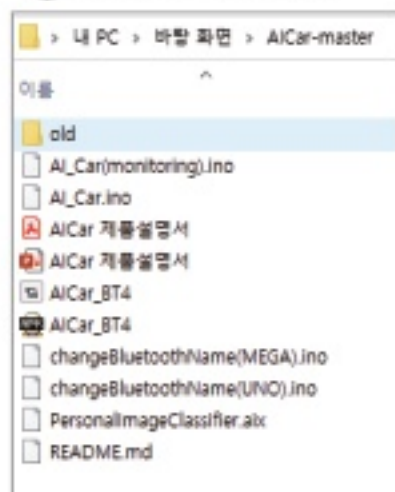 > 내 PC > 바탕 화면 > AICar-master
이름
old
AI_Car(monitoring).ino
AI_Car.ino
AICar 제품설명서
AICar 제품설명서
AICar_BT4
AICar_BT4
changeBluetoothName(MEGA).ino
changeBluetoothName(UNO).ino
PersonalImageClassifier.aix
README.md